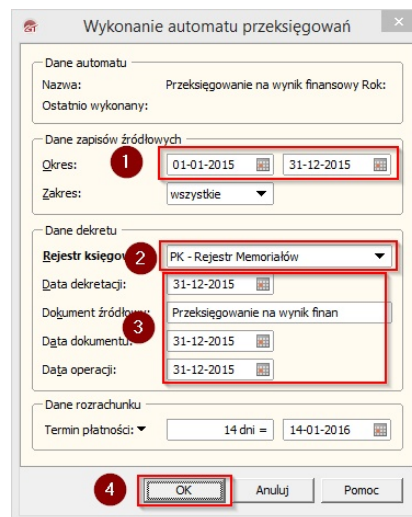 Wykonanie automatu przeksięgowań
Dane automatu
Nazwa: Przeksięgowanie na wynik finansowy Rok:
Ostatnio wykonany:
Dane zapisów źródłowych
Okres: 1 01-01-2015 31-12-2015
Zakres: wszystkie
Dane dekretu
Rejestr księgow 2 PK - Rejestr Memoriałów
Data dekretacji: 31-12-2015
Dokument źródłowy: Przeksięgowanie na wynik finan
3
Data dokumentu: 31-12-2015
Data operacji: 31-12-2015
Dane rozrachunku
Termin płatności: 14 dni = 14-01-2016
4 OK Anuluj Pomoc